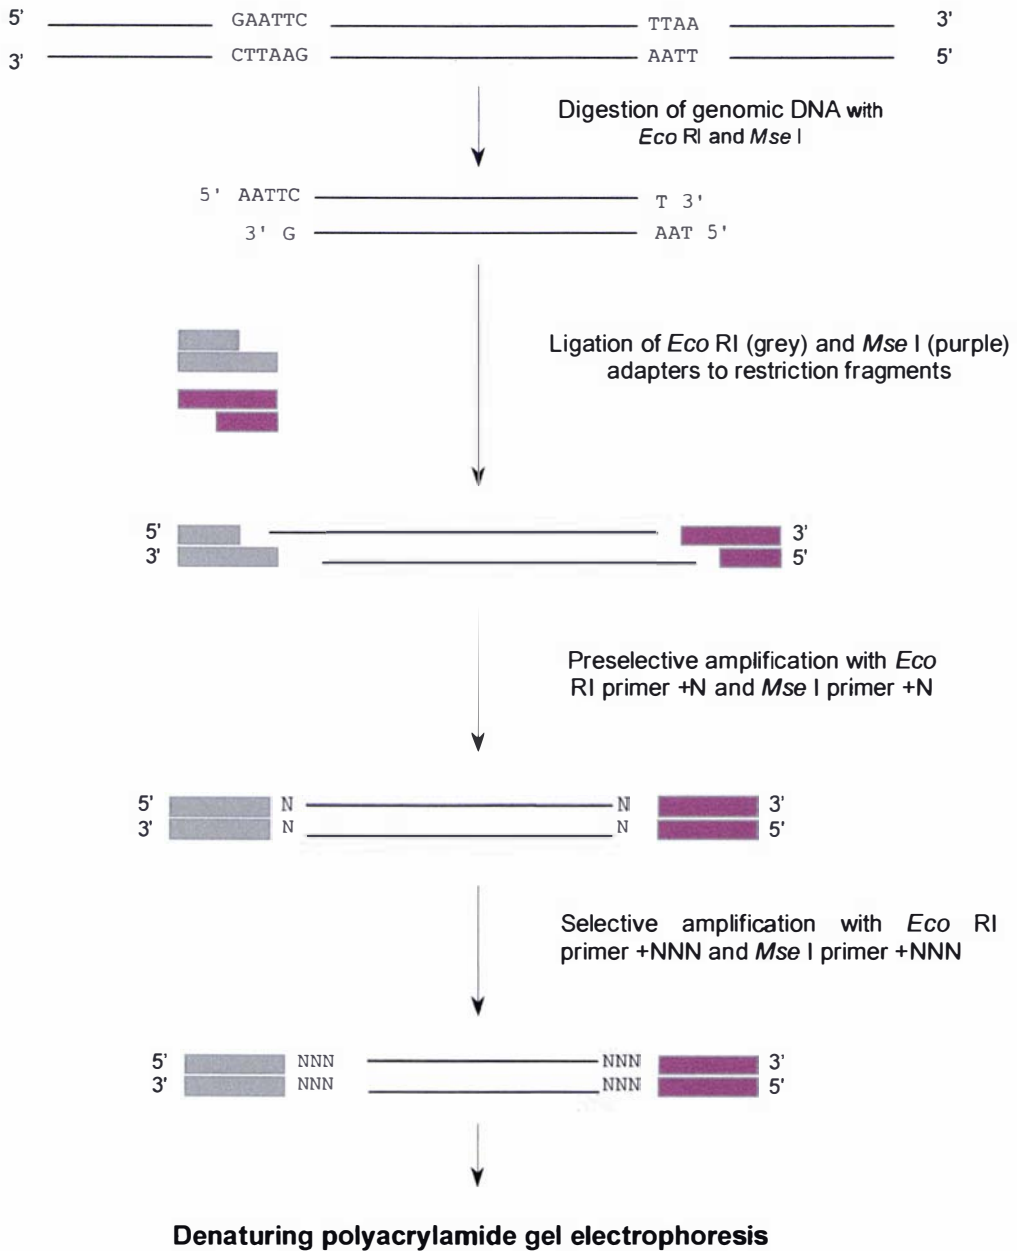 5' GAATTC TTAA 3'
3' CTTAAG AATT 5'
Digestion of genomic DNA with
Eco RI and Mse I
5' AATTC T 3'
3' G AAT 5'
Ligation of Eco RI (grey) and Mse I (purple)
adapters to restriction fragments
5' 3'
3' 5'
Preselective amplification with Eco
RI primer +N and Mse I primer +N
5' N N 3'
3' N N 5'
Selective amplification with Eco RI
primer +NNN and Mse I primer +NNN
5' NNN NNN 3'
3' NNN NNN 5'
Denaturing polyacrylamide gel electrophoresis